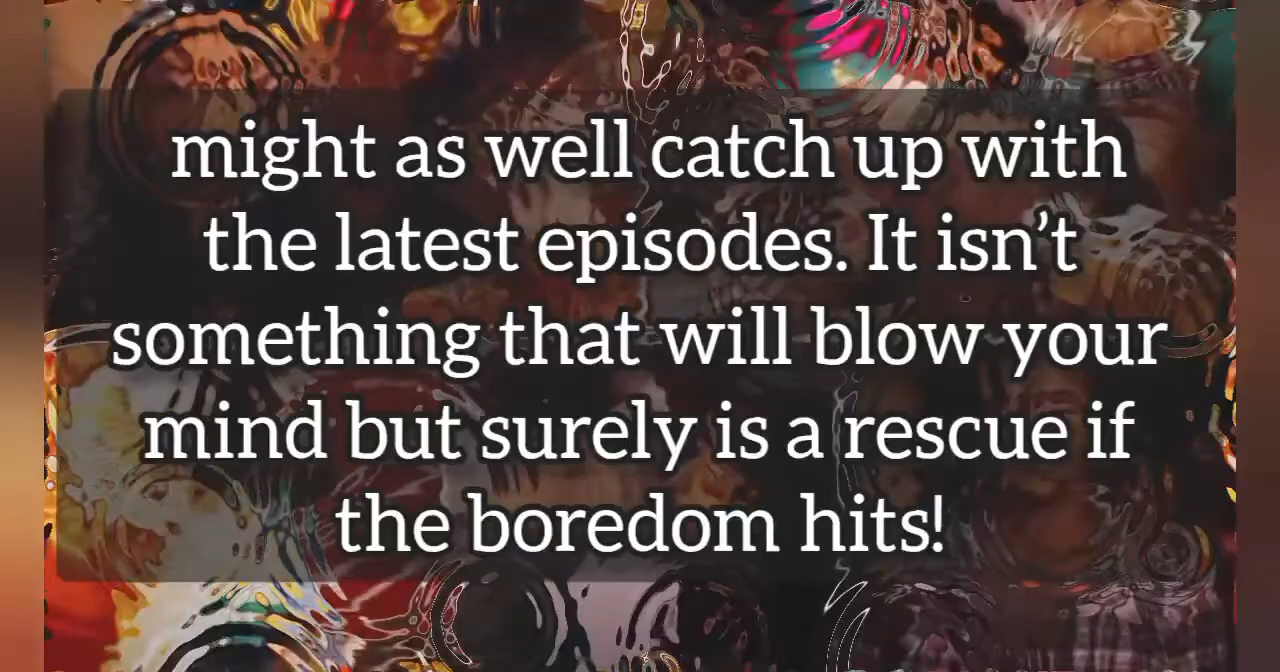 might as well catch up with
the latest episodes. It isn’t
something that will blow your
mind but surely is a rescue if
the boredom hits!